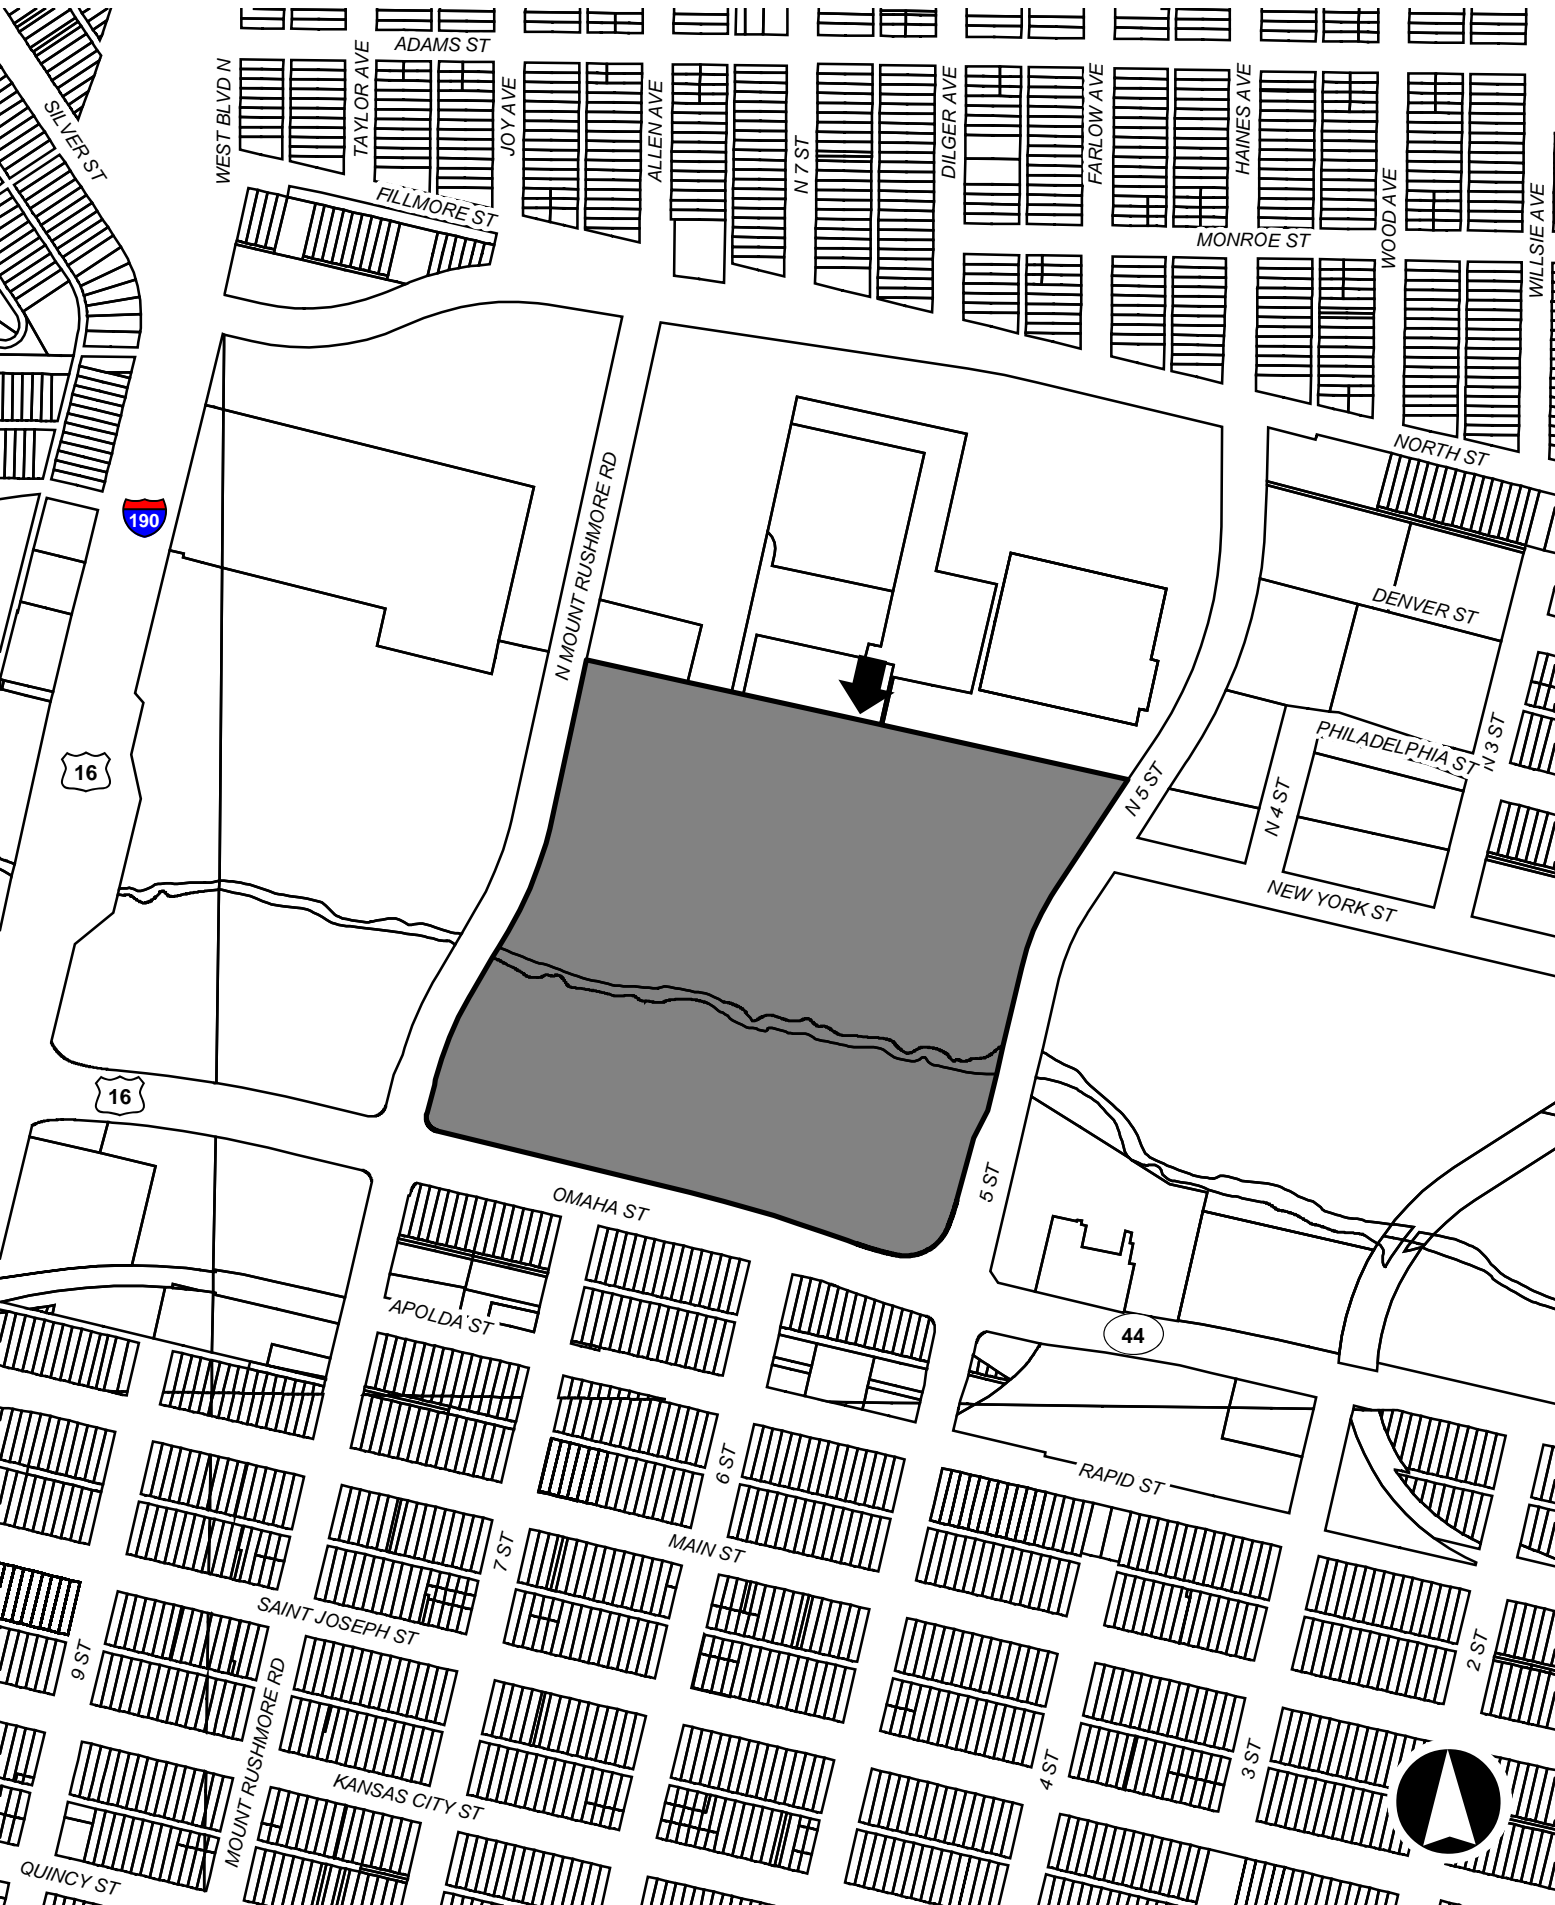 ADAMS ST
WEST BLVD N
TAYLOR AVE
JOY AVE
ALLEN AVE
N 7 ST
DILGER AVE
FARLOW AVE
HAINES AVE
WOOD AVE
WILLSIE AVE
SILVER ST
FILLMORE ST
MONROE ST
NORTH ST
190
N MOUNT RUSHMORE RD
DENVER ST
PHILADELPHIA ST
N 3 ST
16
N 5 ST
N 4 ST
NEW YORK ST
16
5 ST
OMAHA ST
APOLDA ST
44
6 ST
RAPID ST
7 ST
MAIN ST
SAINT JOSEPH ST
9 ST
2 ST
MOUNT RUSHMORE RD
4 ST
3 ST
KANSAS CITY ST
QUINCY ST